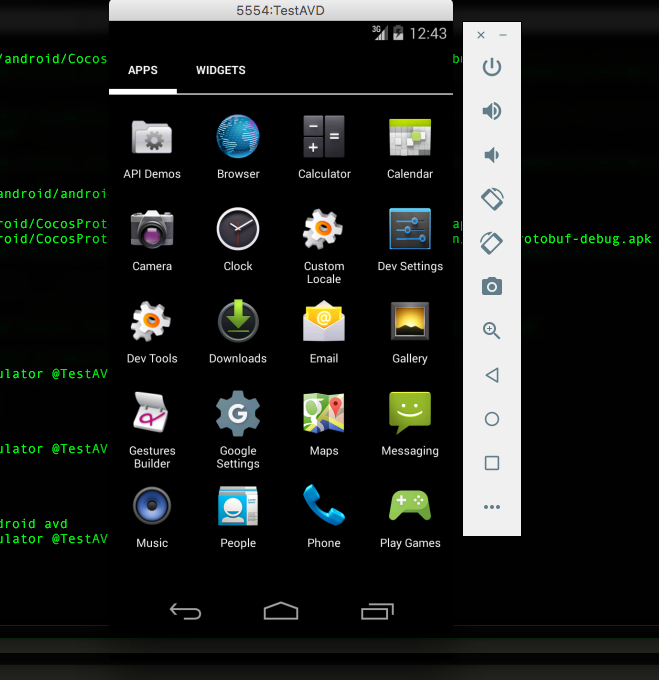 5554:TestAVD
3G 12:43
APPS WIDGETS
API Demos Browser Calculator Calendar
Camera Clock Custom Locale Dev Settings
Dev Tools Downloads Email Gallery
Gestures Builder Google Settings Maps Messaging
Music People Phone Play Games
/android/Cocos
android/androi
roid/CocosProt
roid/CocosProt otobuf-debug.apk
ulator @TestAV
ulator @TestAV
droid avd
ulator @TestAV